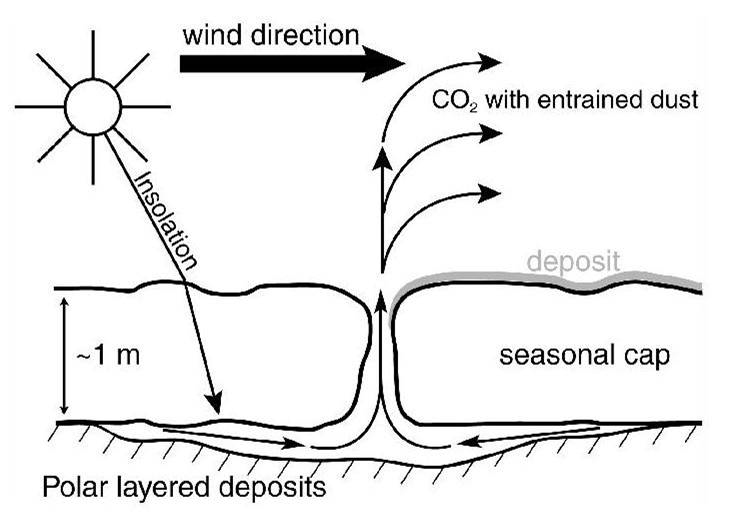 wind direction
CO₂ with entrained dust
Insolation
deposit
~1 m
seasonal cap
Polar layered deposits